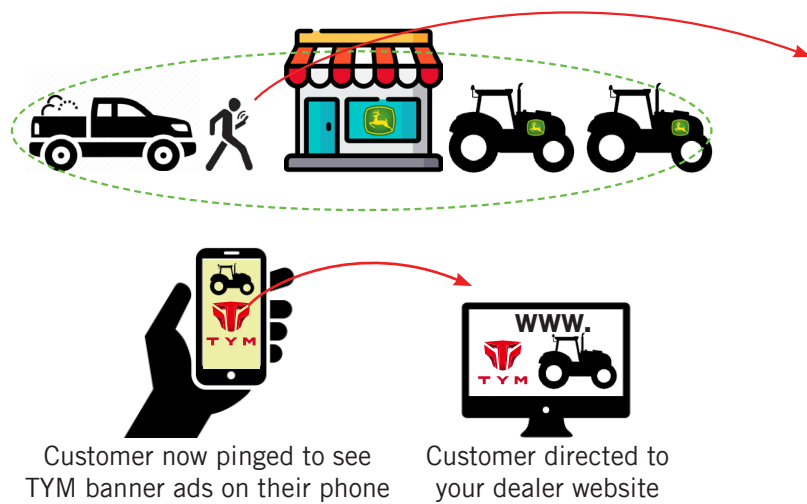 TYM
www.
TYM
Customer now pinged to see
TYM banner ads on their phone
Customer directed to
your dealer website